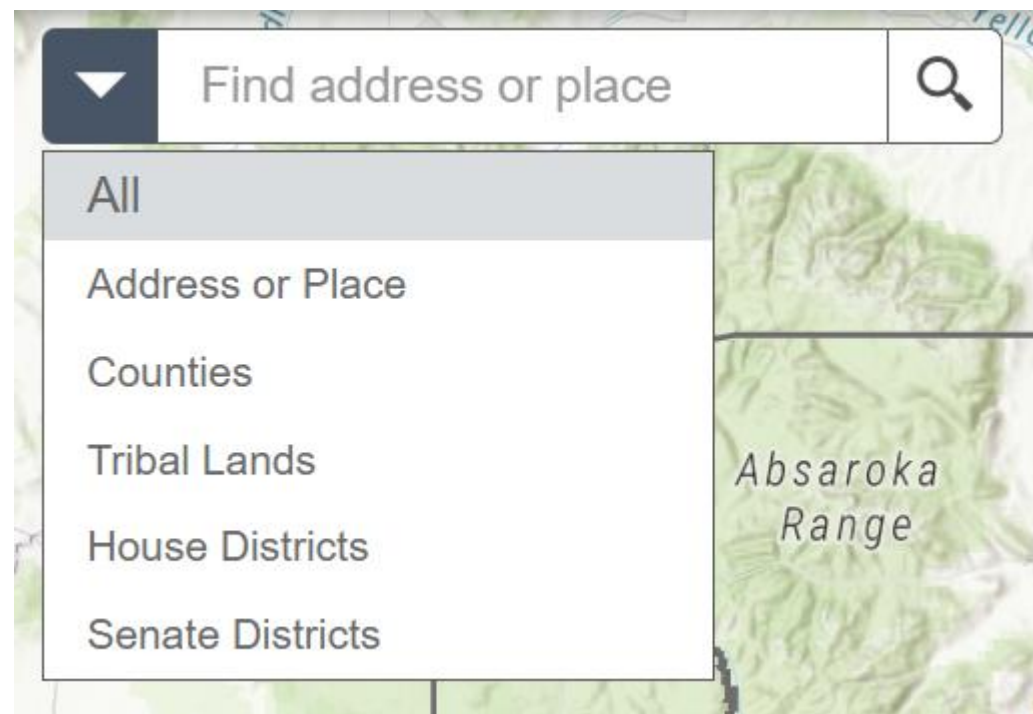 Find address or place
All
Address or Place
Counties
Tribal Lands
House Districts
Senate Districts
Absaroka
Range